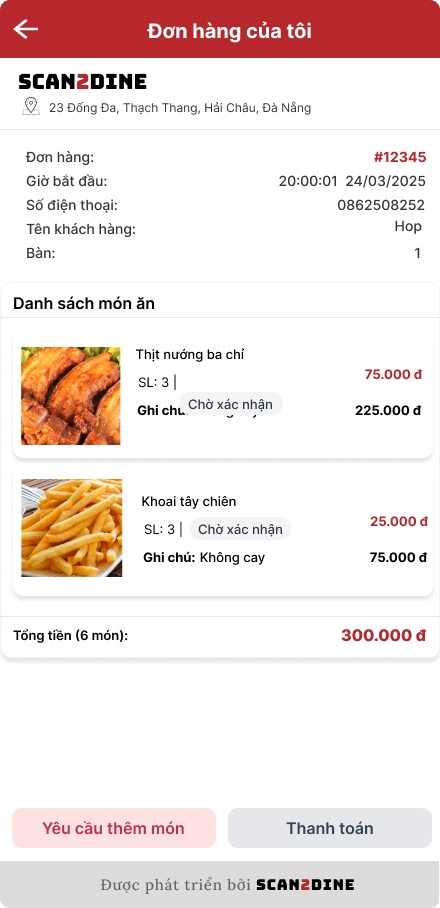 Đơn hàng của tôi
SCAN2DINE
23 Đống Đa, Thạch Thang, Hải Châu, Đà Nẵng
Đơn hàng: #12345
Giờ bắt đầu: 20:00:01 24/03/2025
Số điện thoại: 0862508252
Tên khách hàng: Hop
Bàn: 1
Danh sách món ăn
Thịt nướng ba chỉ
75.000 đ
SL: 3 |
Chờ xác nhận
Ghi chú: 225.000 đ
Khoai tây chiên
25.000 đ
SL: 3 | Chờ xác nhận
Ghi chú: Không cay 75.000 đ
Tổng tiền (6 món): 300.000 đ
Yêu cầu thêm món Thanh toán
Được phát triển bởi SCAN2DINE